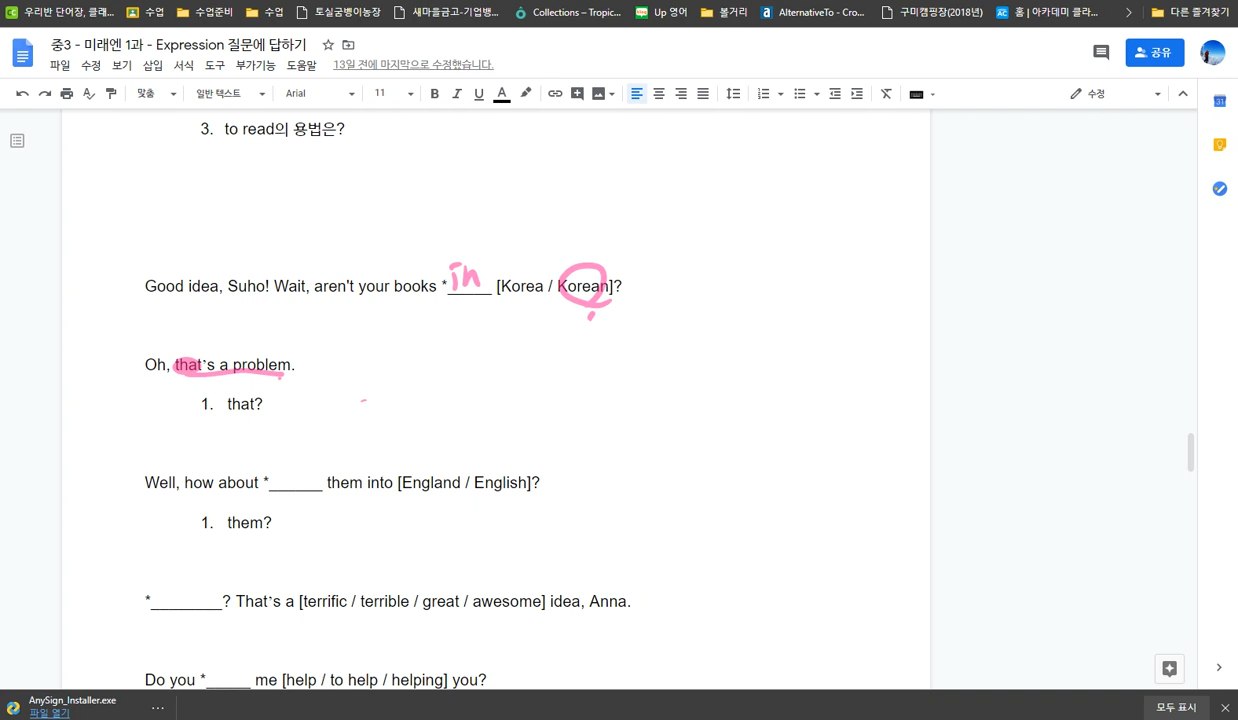 우리반 단어장, 클래... 수업 수업준비 수업 토실굼벵이농장 새마을금고-기업뱅... Collections – Tropic... Up 영어 볼거리 AlternativeTo - Cro... 구미캠핑장(2018년) 홈 | 아카데미 클라... 다른 즐겨찾기
중3 - 미래엔 1과 - Expression 질문에 답하기
공유
파일 수정 보기 삽입 서식 도구 부가기능 도움말 13일 전에 마지막으로 수정했습니다.
맞춤 일반 텍스트 Arial 11 B I U A 수정
3. to read의 용법은?
in
Good idea, Suho! Wait, aren't your books *_____ [Korea / Korean]?
Oh, that's a problem.
1. that?
Well, how about *______ them into [England / English]?
1. them?
*________? That's a [terrific / terrible / great / awesome] idea, Anna.
Do you *_____ me [help / to help / helping] you?
AnySign_Installer.exe
파일 열기
모두 표시